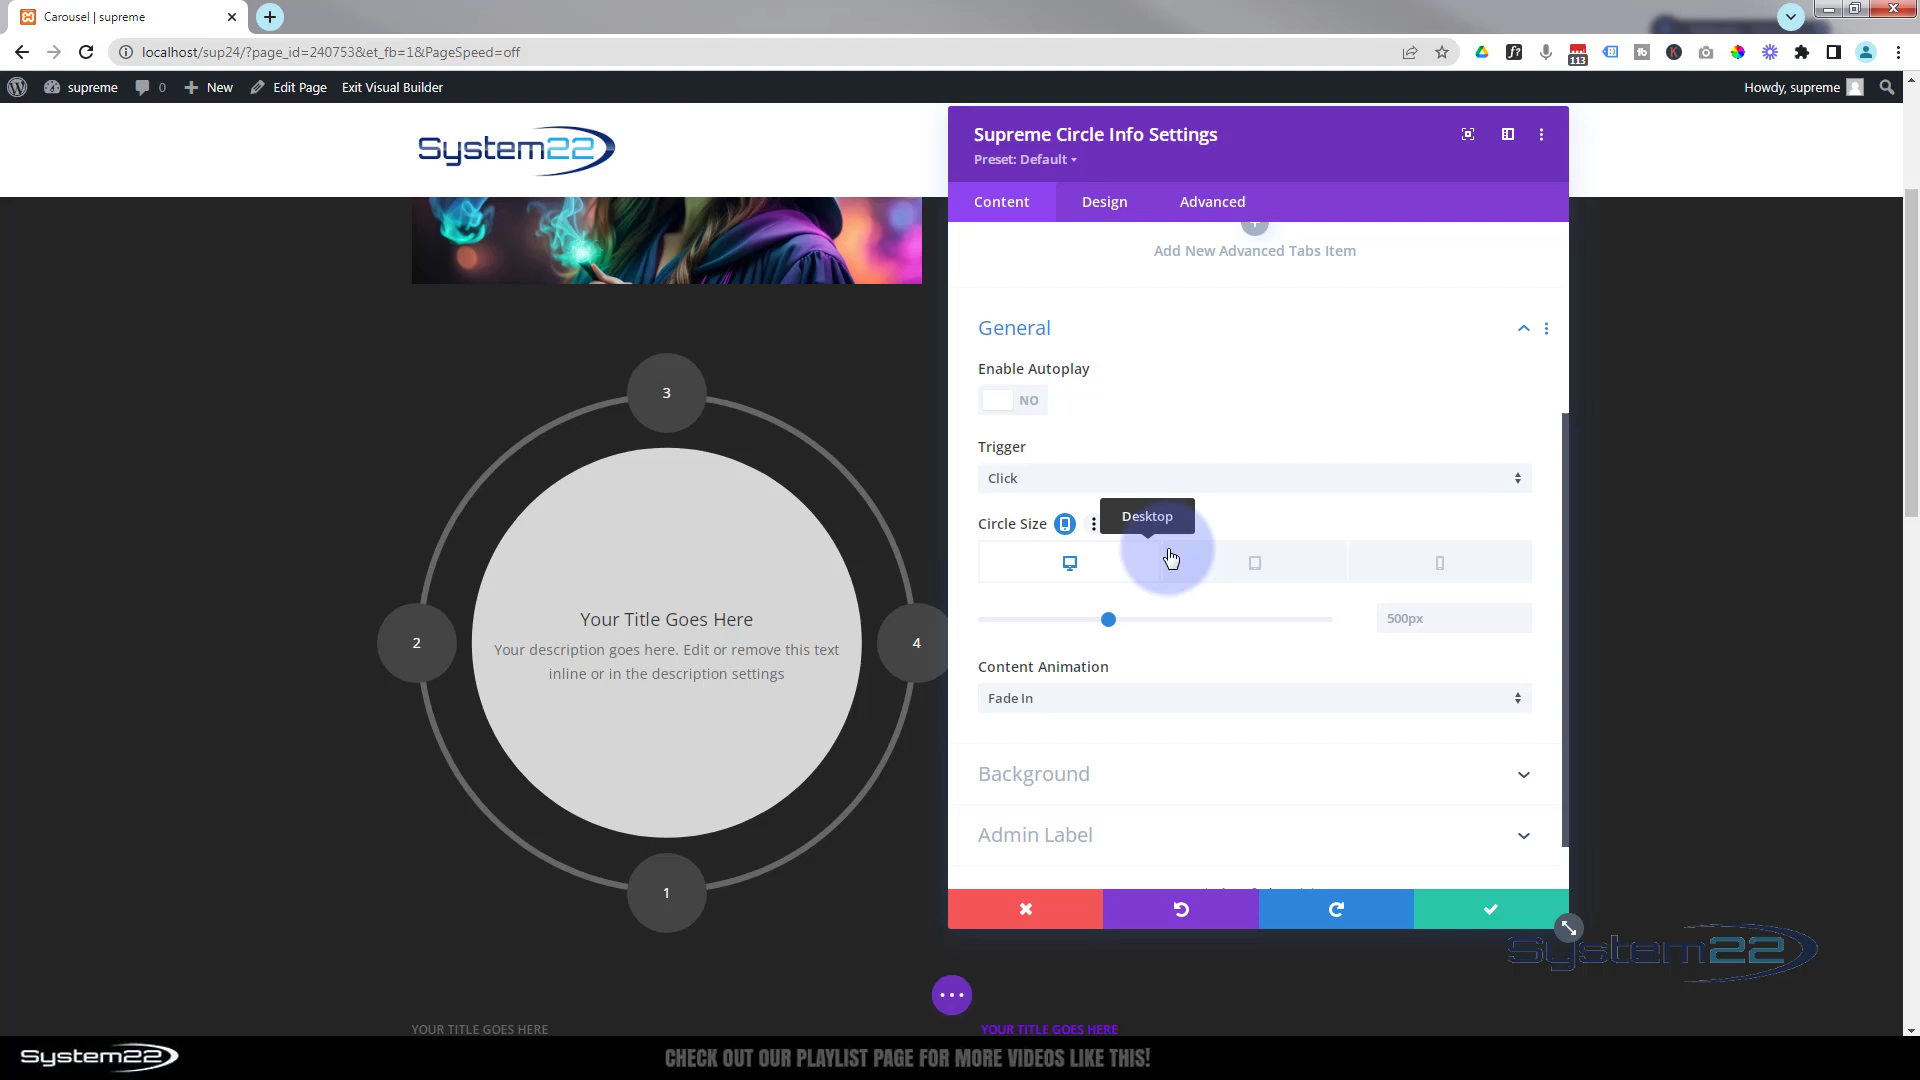 Carousel | supreme
localhost/sup24/?page_id=240753&et_fb=1&PageSpeed=off
113
supreme
0
New
Edit Page
Exit Visual Builder
Howdy, supreme
System22
Supreme Circle Info Settings
Preset: Default
Content
Design
Advanced
Add New Advanced Tabs Item
General
Enable Autoplay
NO
Trigger
Click
Circle Size
Desktop
500px
Content Animation
Fade In
Background
Admin Label
3
2
4
1
Your Title Goes Here
Your description goes here. Edit or remove this text
inline or in the description settings
System22
YOUR TITLE GOES HERE
YOUR TITLE GOES HERE
System22
CHECK OUT OUR PLAYLIST PAGE FOR MORE VIDEOS LIKE THIS!